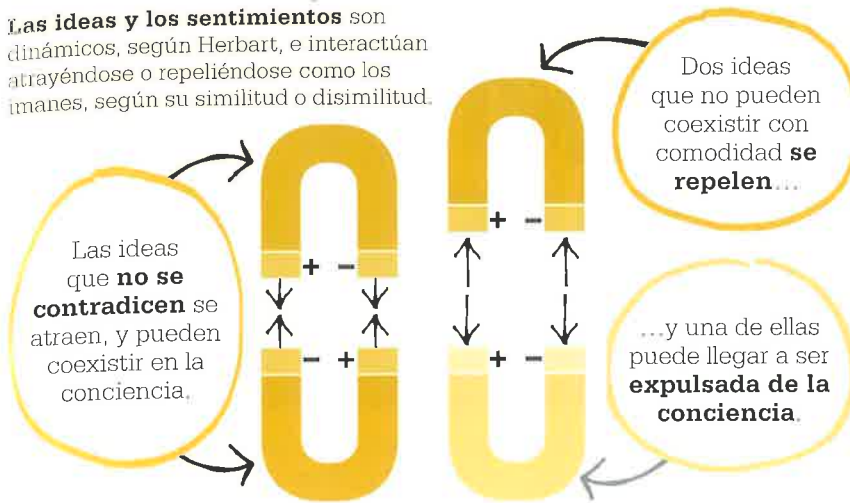 Las ideas y los sentimientos son
dinámicos, según Herbart, e interactúan
atrayéndose o repeliéndose como los
imanes, según su similitud o disimilitud.
Las ideas
que no se
contradicen se
atraen, y pueden
coexistir en la
conciencia.
+ −
− +
Dos ideas
que no pueden
coexistir con
comodidad se
repelen...
+ −
+ −
...y una de ellas
puede llegar a ser
expulsada de la
conciencia.